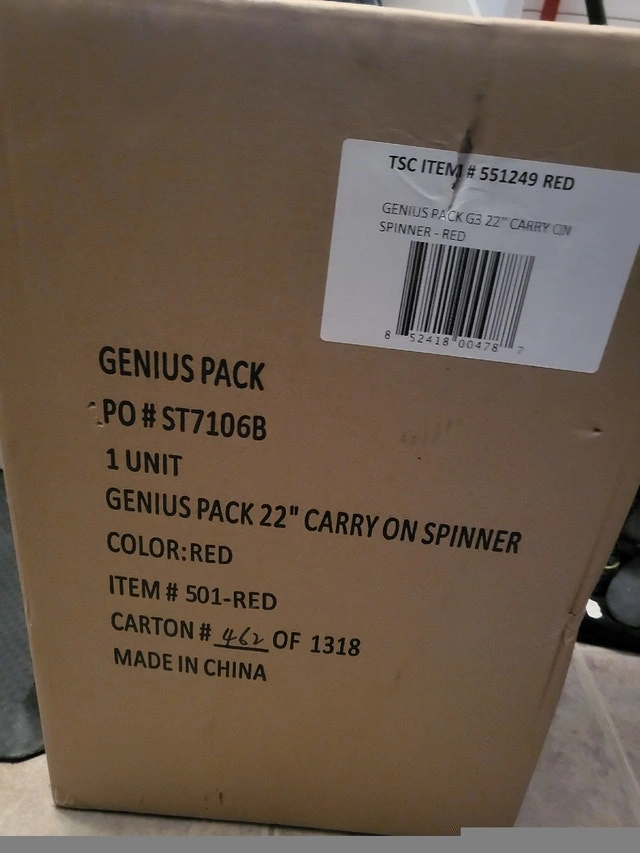 TSC ITEM # 551249 RED
GENIUS PACK G3 22" CARRY ON
SPINNER - RED
8 52418 00478 7
GENIUS PACK
PO # ST7106B
1 UNIT
GENIUS PACK 22" CARRY ON SPINNER
COLOR:RED
ITEM # 501-RED
CARTON # 462 OF 1318
MADE IN CHINA